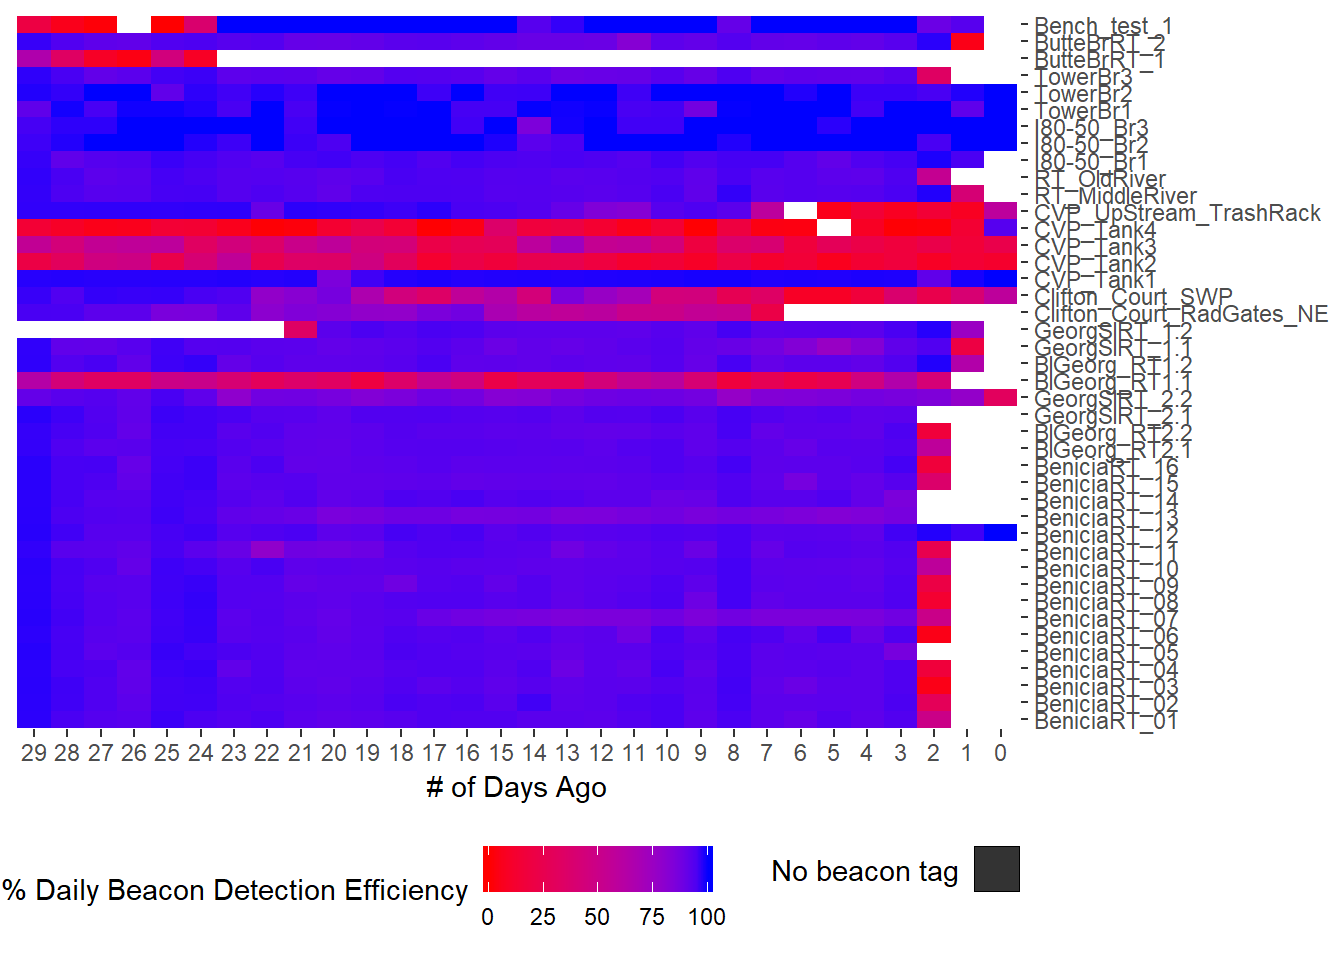 Bench_test_1
ButteBrRT_2
ButteBrRT_1
TowerBr3
TowerBr2
TowerBr1
I80-50_Br3
I80-50_Br2
I80-50_Br1
RT_OldRiver
RT_MiddleRiver
CVP_UpStream_TrashRack
CVP_Tank4
CVP_Tank3
CVP_Tank2
CVP_Tank1
Clifton_Court_SWP
Clifton_Court_RadGates_NE
GeorgSlRT_1.2
GeorgSlRT_1.1
BlGeorg_RT1.2
BlGeorg_RT1.1
GeorgSlRT_2.2
GeorgSlRT_2.1
BlGeorg_RT2.2
BlGeorg_RT2.1
BeniciaRT_16
BeniciaRT_15
BeniciaRT_14
BeniciaRT_13
BeniciaRT_12
BeniciaRT_11
BeniciaRT_10
BeniciaRT_09
BeniciaRT_08
BeniciaRT_07
BeniciaRT_06
BeniciaRT_05
BeniciaRT_04
BeniciaRT_03
BeniciaRT_02
BeniciaRT_01
29 28 27 26 25 24 23 22 21 20 19 18 17 16 15 14 13 12 11 10 9 8 7 6 5 4 3 2 1 0
# of Days Ago
% Daily Beacon Detection Efficiency
0 25 50 75 100
No beacon tag